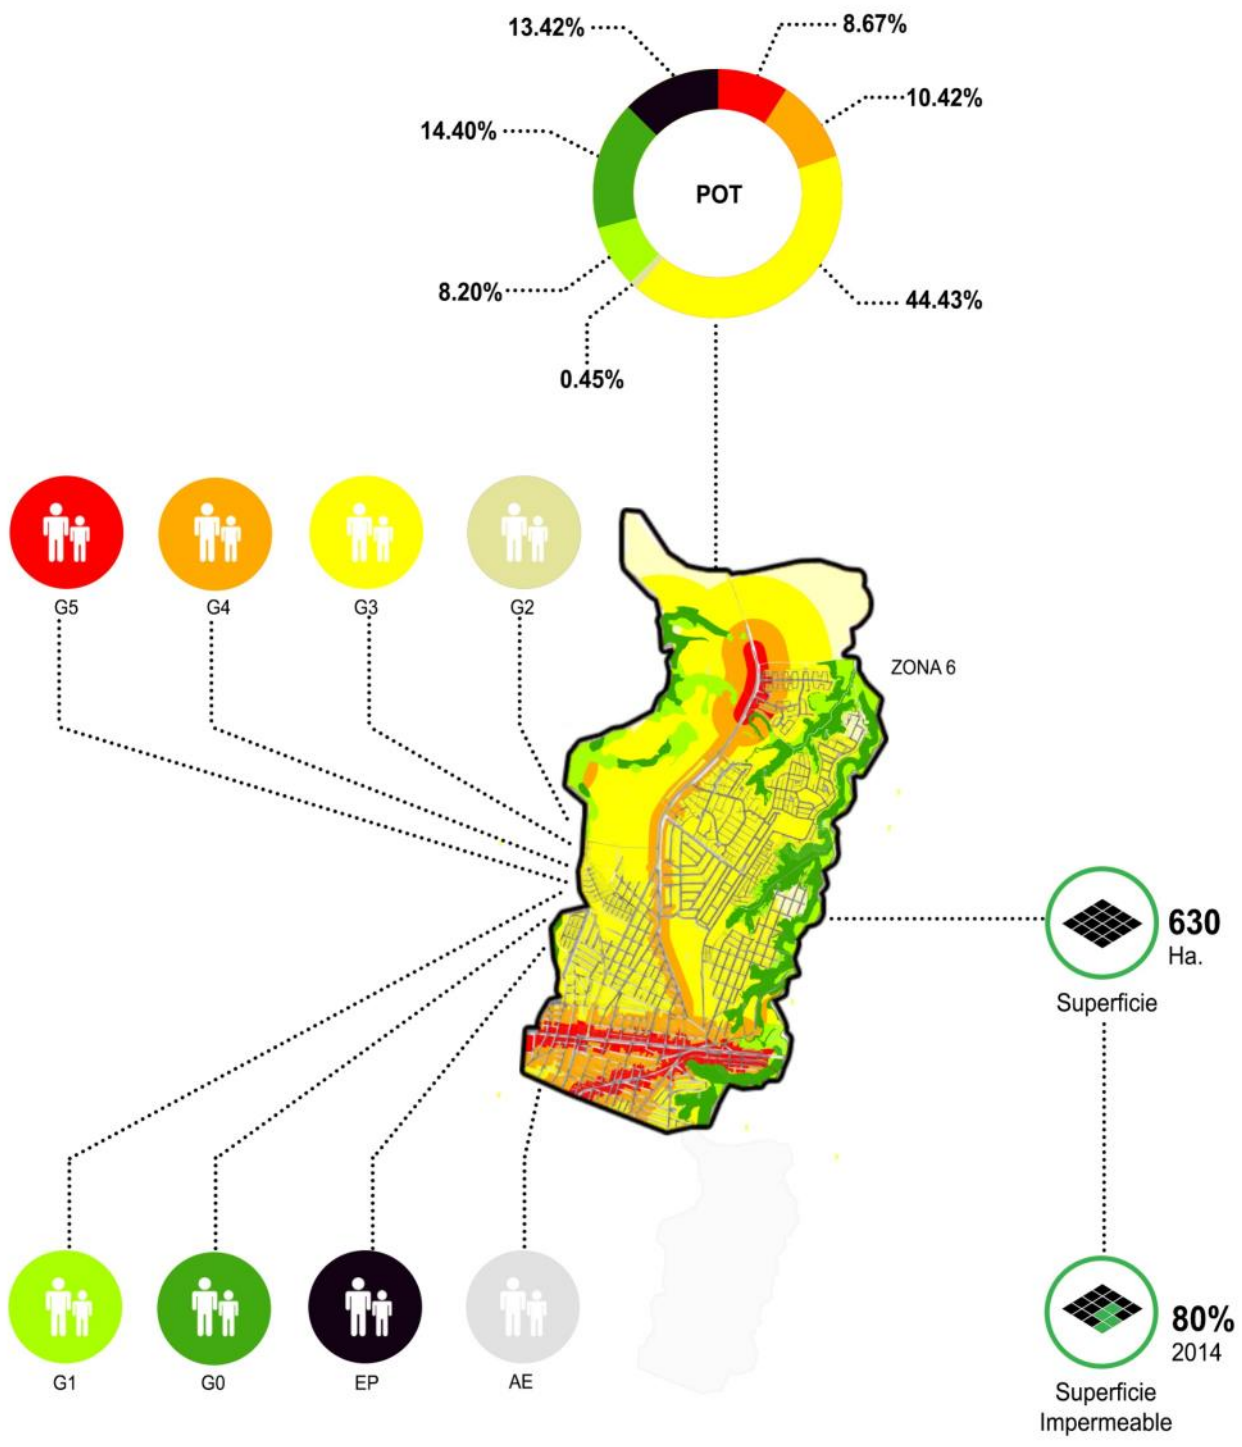 13.42%
8.67%
10.42%
14.40%
POT
8.20%
44.43%
0.45%
G5
G4
G3
G2
ZONA 6
630
Ha.
Superficie
80%
2014
G1
G0
EP
AE
Superficie
Impermeable